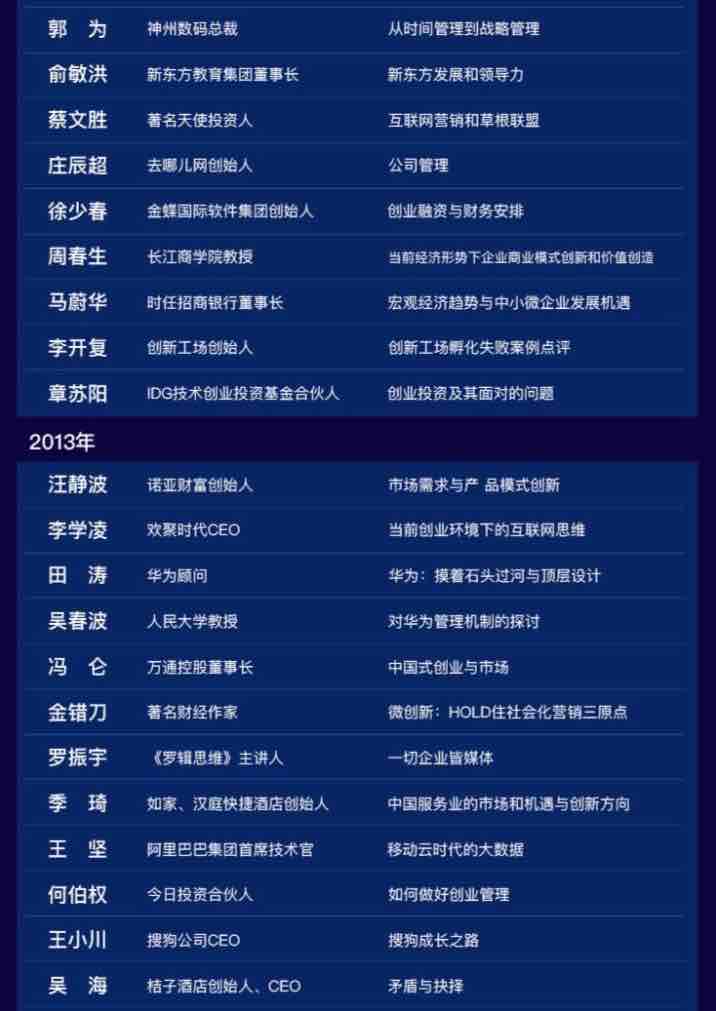 郭 为 神州数码总裁 从时间管理到战略管理
俞敏洪 新东方教育集团董事长 新东方发展和领导力
蔡文胜 著名天使投资人 互联网营销和草根联盟
庄辰超 去哪儿网创始人 公司管理
徐少春 金蝶国际软件集团创始人 创业融资与财务安排
周春生 长江商学院教授 当前经济形势下企业商业模式创新和价值创造
马蔚华 时任招商银行董事长 宏观经济趋势与中小微企业发展机遇
李开复 创新工场创始人 创新工场孵化失败案例点评
章苏阳 IDG技术创业投资基金合伙人 创业投资及其面对的问题
2013年
汪静波 诺亚财富创始人 市场需求与产 品模式创新
李学凌 欢聚时代CEO 当前创业环境下的互联网思维
田 涛 华为顾问 华为：摸着石头过河与顶层设计
吴春波 人民大学教授 对华为管理机制的探讨
冯 仑 万通控股董事长 中国式创业与市场
金错刀 著名财经作家 微创新：HOLD住社会化营销三原点
罗振宇 《罗辑思维》主讲人 一切企业皆媒体
季 琦 如家、汉庭快捷酒店创始人 中国服务业的市场和机遇与创新方向
王 坚 阿里巴巴集团首席技术官 移动云时代的大数据
何伯权 今日投资合伙人 如何做好创业管理
王小川 搜狗公司CEO 搜狗成长之路
吴 海 桔子酒店创始人、CEO 矛盾与抉择